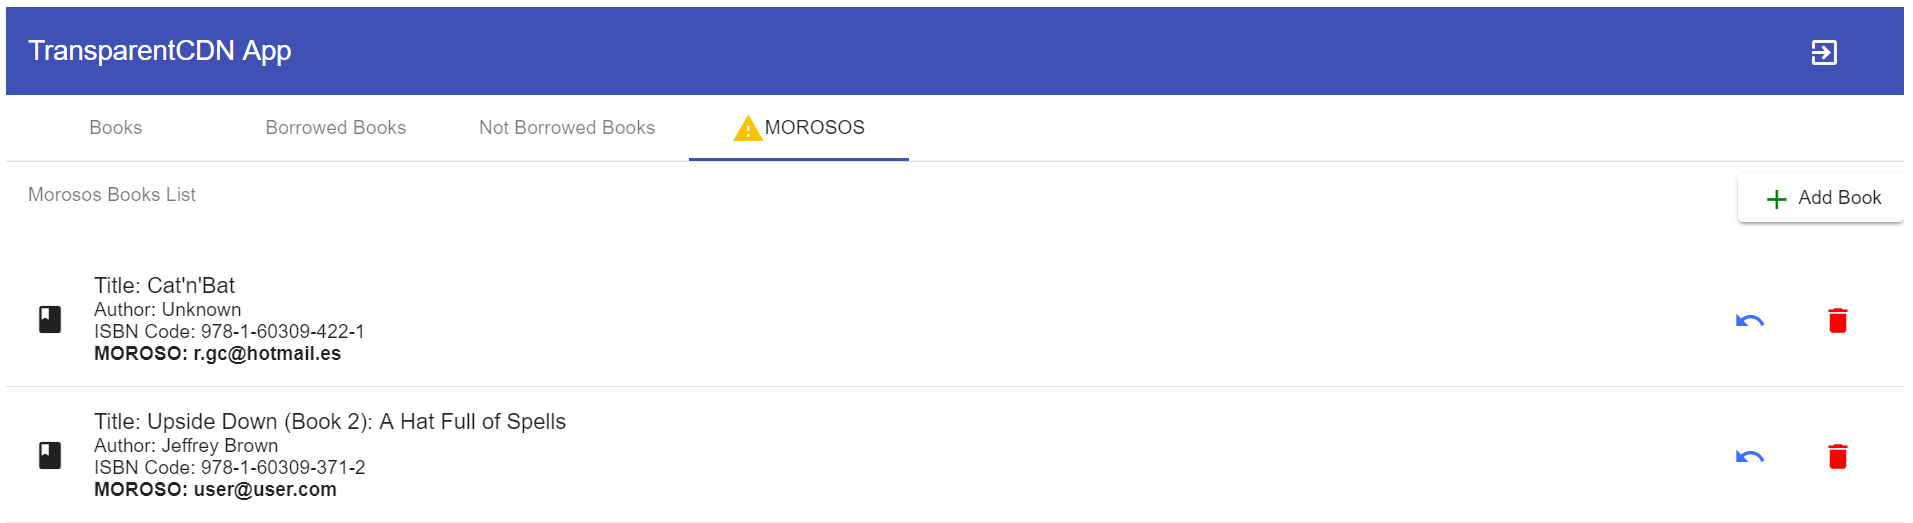 TransparentCDN App
Books
Borrowed Books
Not Borrowed Books
MOROSOS
Morosos Books List
Add Book
Title: Cat'n'Bat
Author: Unknown
ISBN Code: 978-1-60309-422-1
MOROSO: r.gc@hotmail.es
Title: Upside Down (Book 2): A Hat Full of Spells
Author: Jeffrey Brown
ISBN Code: 978-1-60309-371-2
MOROSO: user@user.com